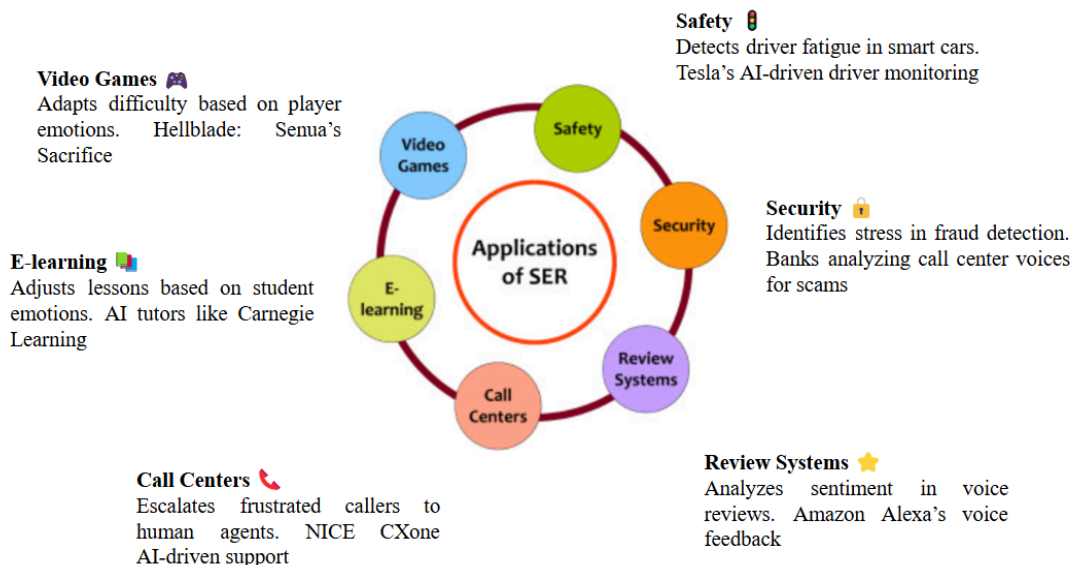 Safety
Detects driver fatigue in smart cars.
Tesla's AI-driven driver monitoring
Video Games
Adapts difficulty based on player
emotions. Hellblade: Senua's
Sacrifice
Safety
Video
Games
Security
Applications
of SER
E-
learning
Review
Systems
Call
Centers
Security
Identifies stress in fraud detection.
Banks analyzing call center voices
for scams
E-learning
Adjusts lessons based on student
emotions. AI tutors like Carnegie
Learning
Call Centers
Escalates frustrated callers to
human agents. NICE CXone
AI-driven support
Review Systems
Analyzes sentiment in voice
reviews. Amazon Alexa's voice
feedback